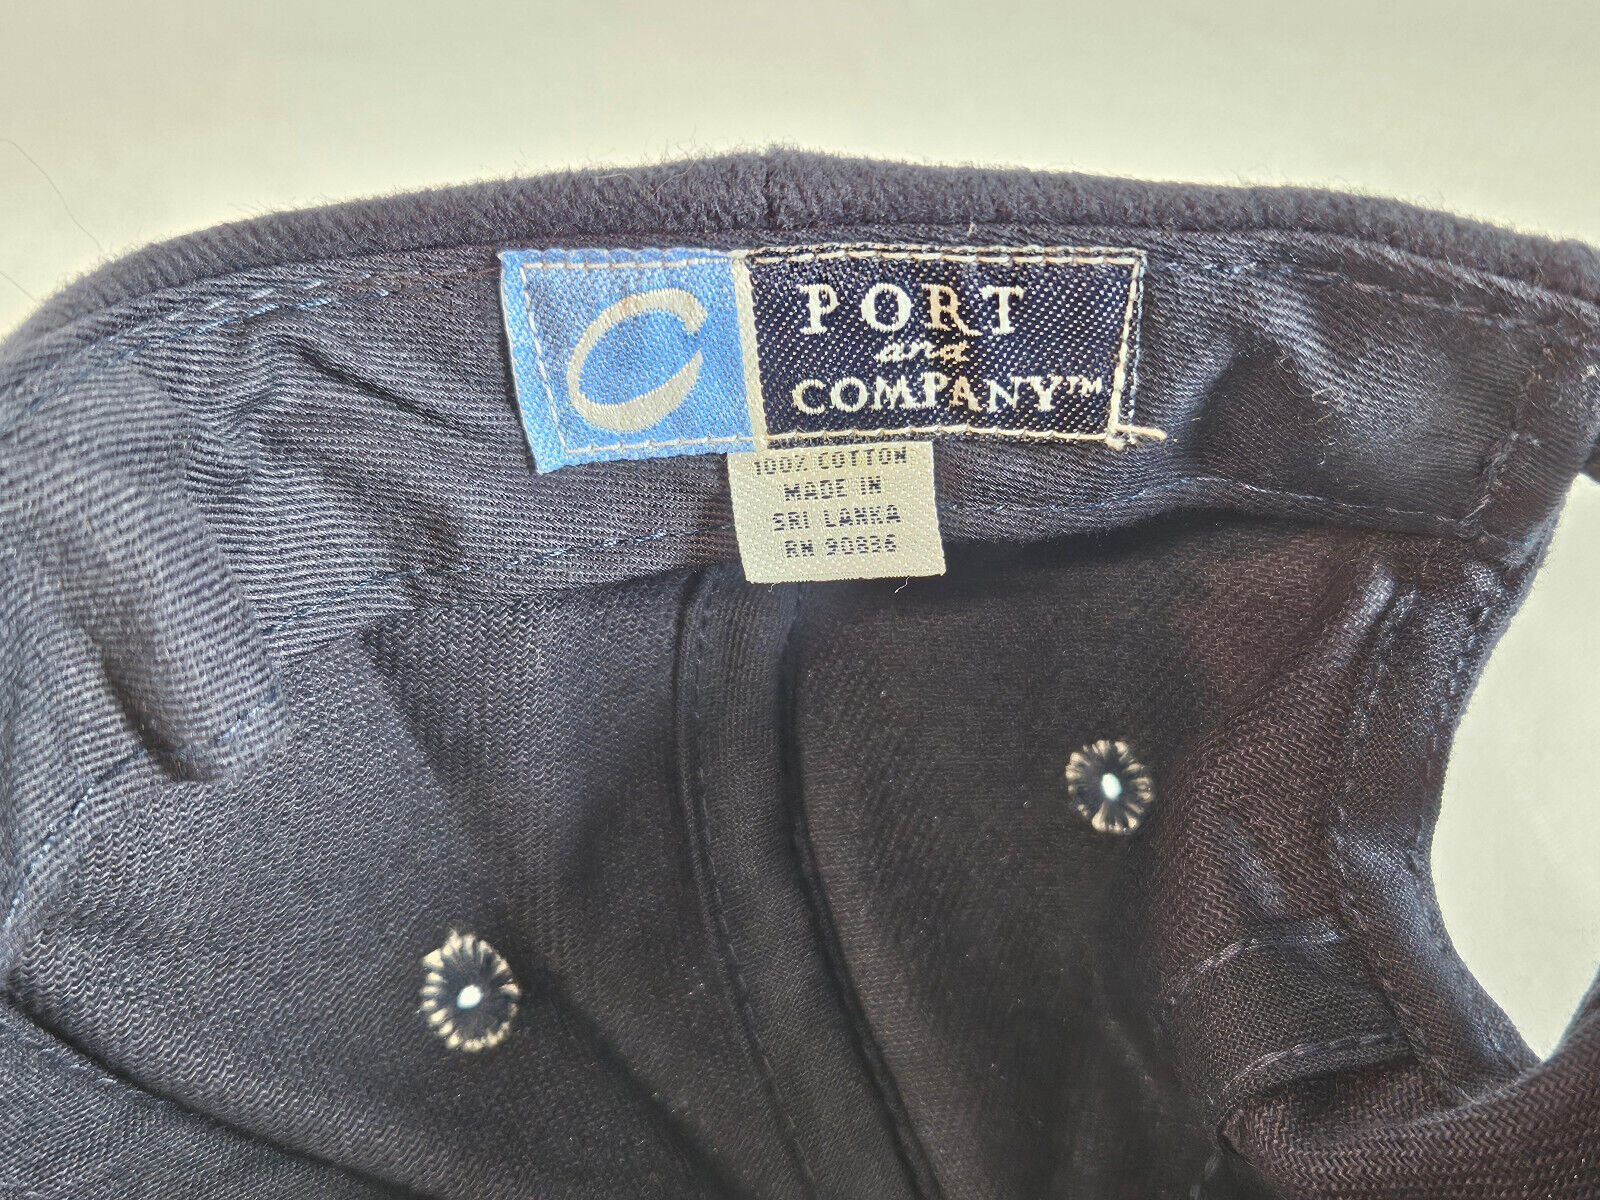 C
PORT
and
COMPANY™
100% COTTON
MADE IN
SRI LANKA
RN 90836